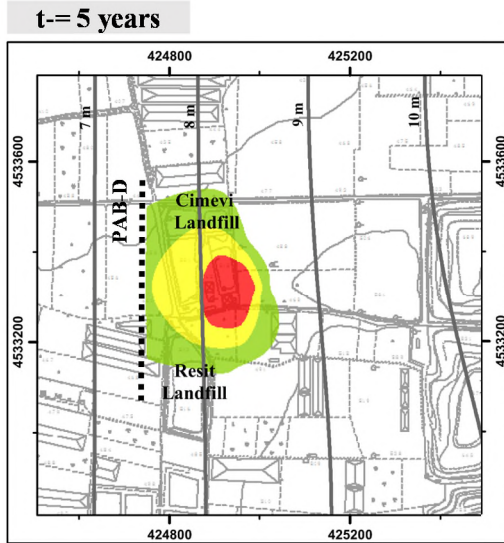 t-= 5 years
424800
425200
7 m
8 m
9 m
10 m
4533600
4533600
PAB-D
Cimevi
Landfill
4533200
4533200
Resit
Landfill
424800
425200